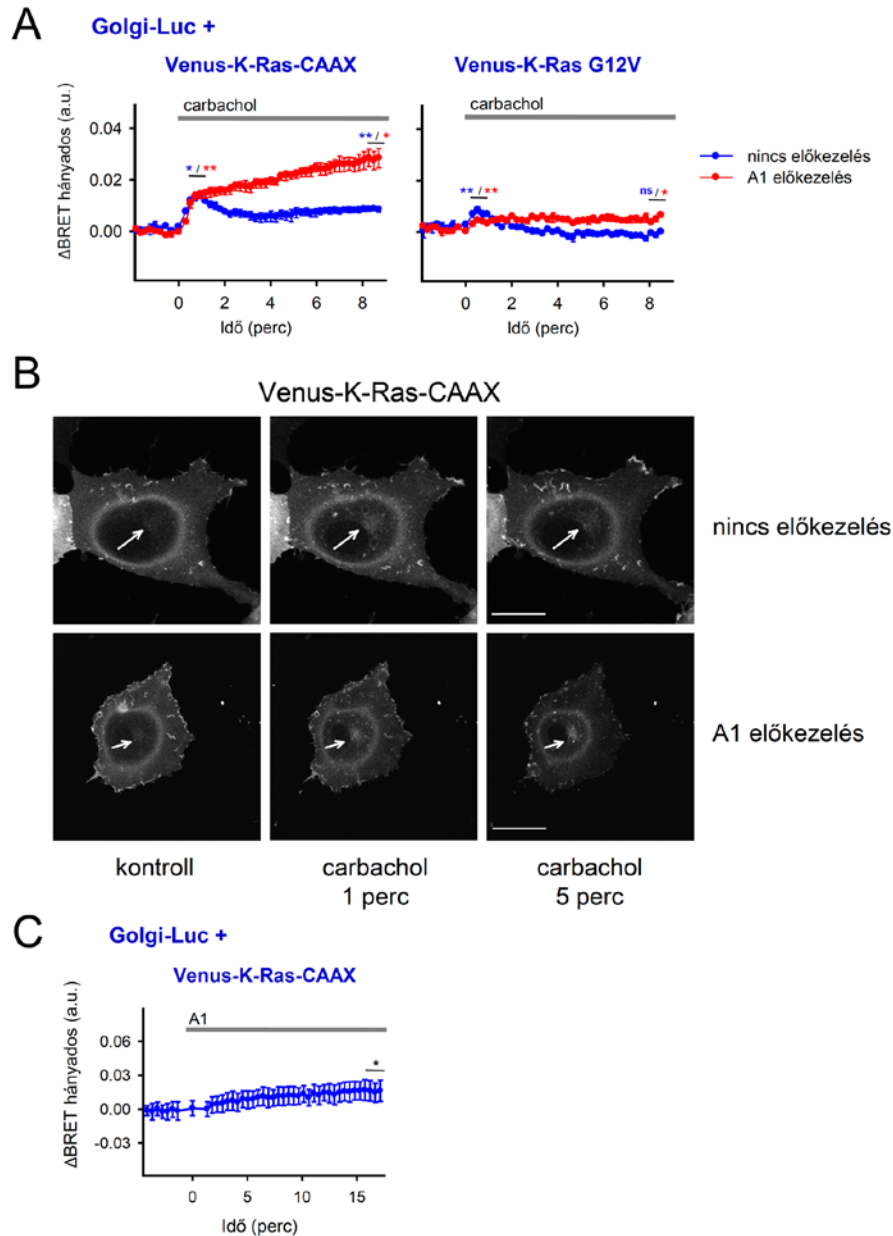 A
Golgi-Luc +
Venus-K-Ras-CAAX
Venus-K-Ras G12V
carbachol
carbachol
** / *
* / **
** / **
ns / *
nincs előkezelés
A1 előkezelés
0.04
0.02
0.00
ΔBRET hányados (a.u.)
0 2 4 6 8
0 2 4 6 8
Idő (perc)
Idő (perc)
B
Venus-K-Ras-CAAX
nincs előkezelés
A1 előkezelés
kontroll
carbachol
1 perc
carbachol
5 perc
C
Golgi-Luc +
Venus-K-Ras-CAAX
A1
*
0.06
0.03
0.00
-0.03
ΔBRET hányados (a.u.)
0 5 10 15
Idő (perc)